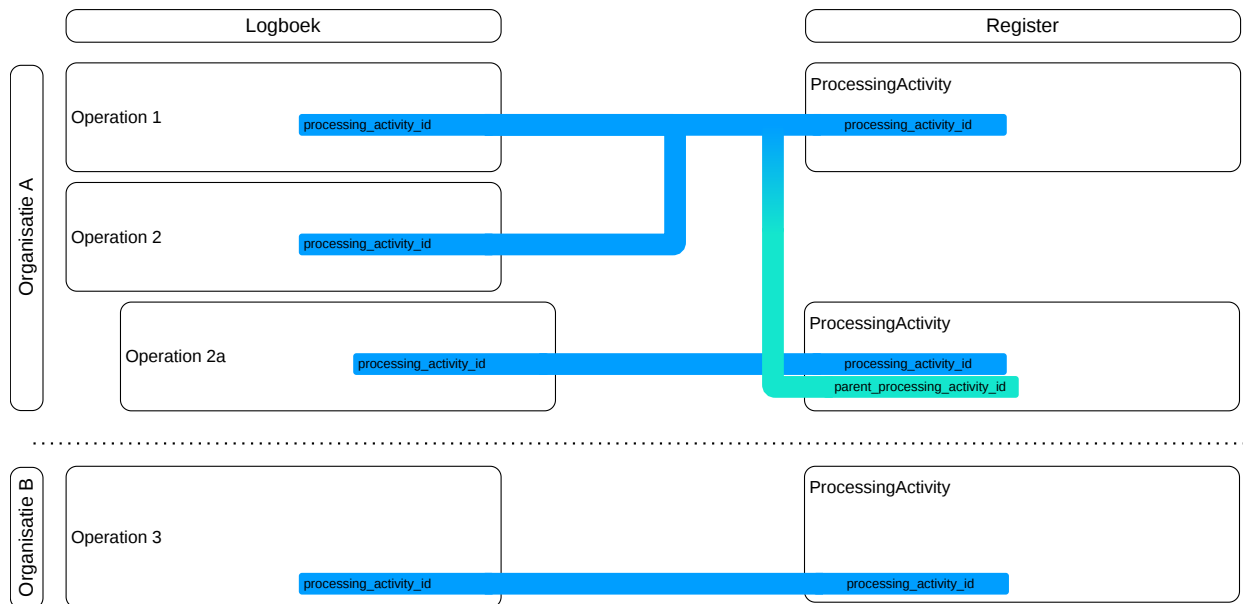 Logboek
Register
Organisatie A
Operation 1
processing_activity_id
ProcessingActivity
processing_activity_id
Operation 2
processing_activity_id
Operation 2a
processing_activity_id
ProcessingActivity
processing_activity_id
parent_processing_activity_id
Organisatie B
Operation 3
processing_activity_id
ProcessingActivity
processing_activity_id